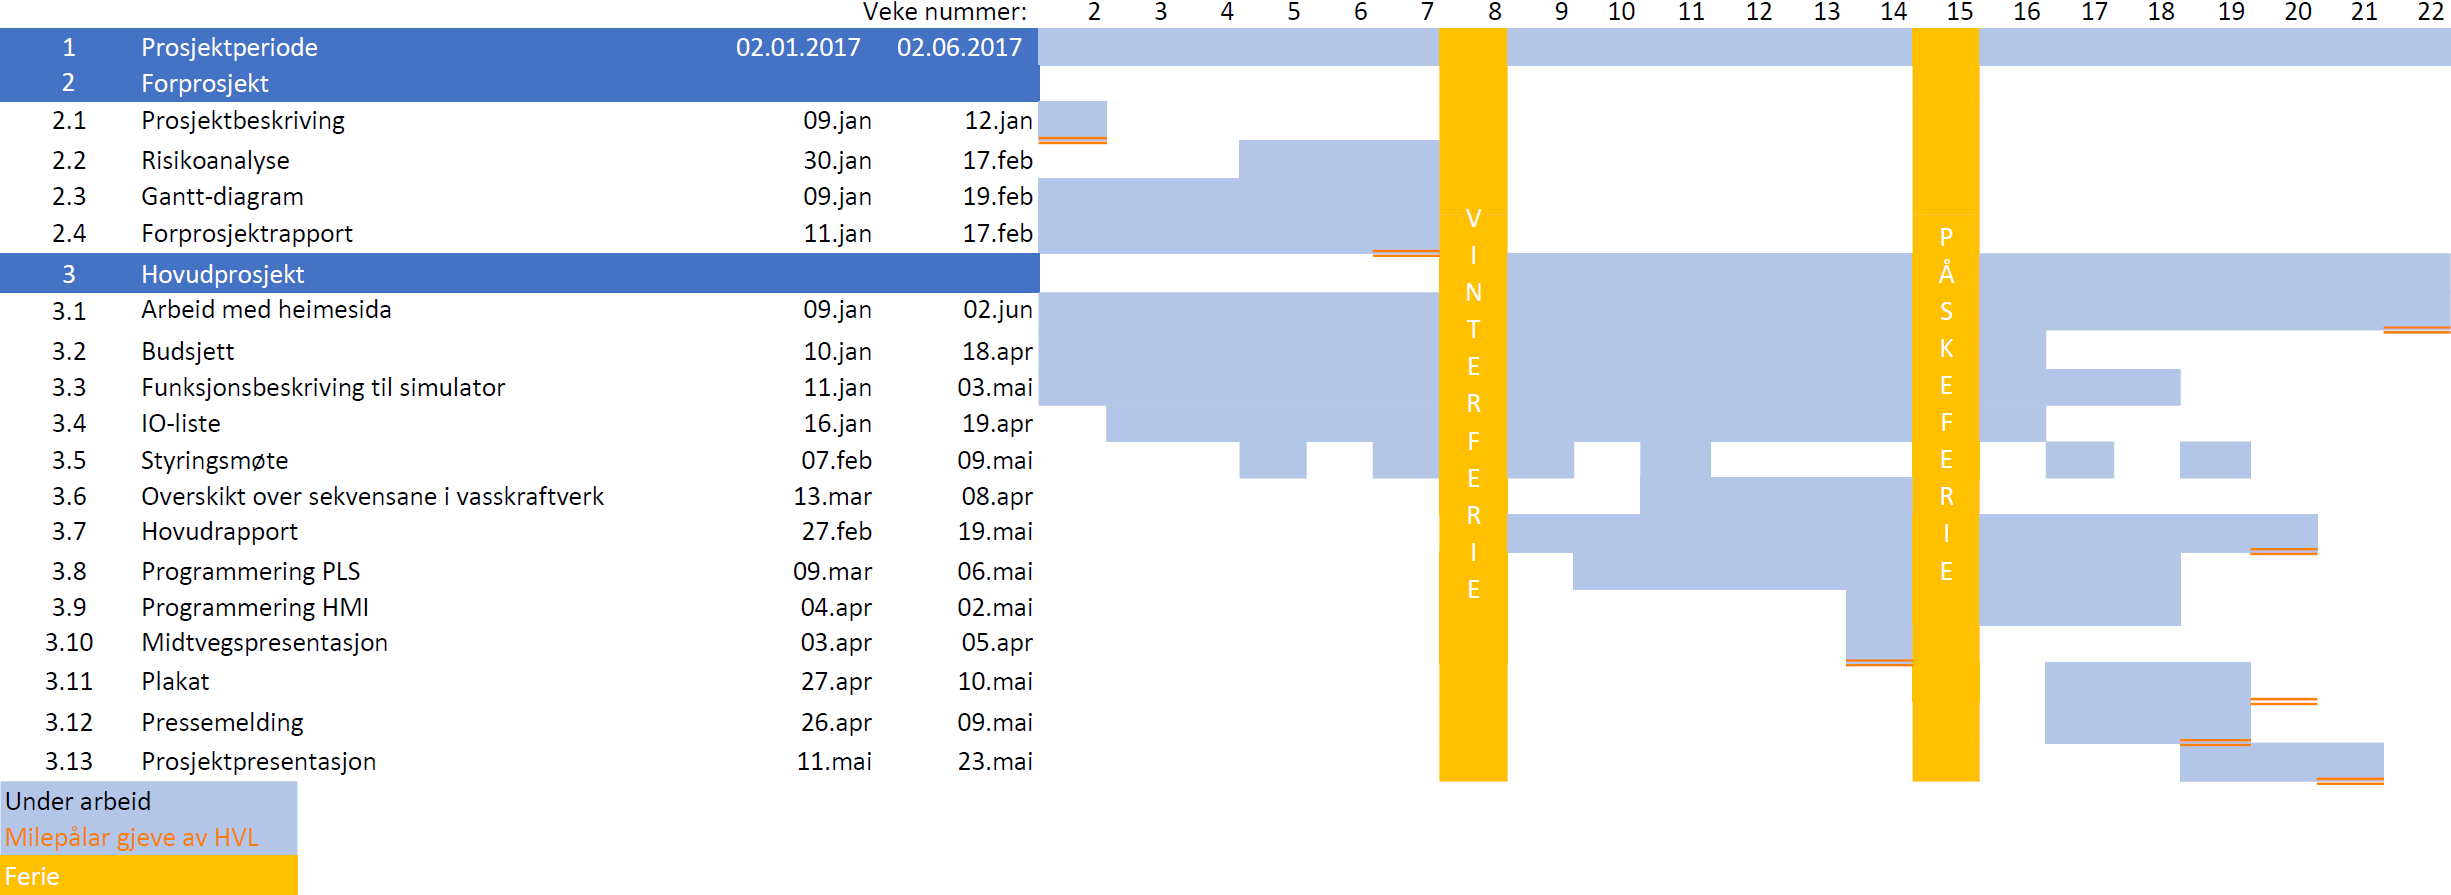 Veke nummer: 2 3 4 5 6 7 8 9 10 11 12 13 14 15 16 17 18 19 20 21 22
1 Prosjektperiode 02.01.2017 02.06.2017
2 Forprosjekt
2.1 Prosjektbeskriving 09.jan 12.jan
2.2 Risikoanalyse 30.jan 17.feb
2.3 Gantt-diagram 09.jan 19.feb
2.4 Forprosjektrapport 11.jan 17.feb
3 Hovudprosjekt
3.1 Arbeid med heimesida 09.jan 02.jun
3.2 Budsjett 10.jan 18.apr
3.3 Funksjonsbeskriving til simulator 11.jan 03.mai
3.4 IO-liste 16.jan 19.apr
3.5 Styringsmøte 07.feb 09.mai
3.6 Overskikt over sekvensane i vasskraftverk 13.mar 08.apr
3.7 Hovudrapport 27.feb 19.mai
3.8 Programmering PLS 09.mar 06.mai
3.9 Programmering HMI 04.apr 02.mai
3.10 Midtvegspresentasjon 03.apr 05.apr
3.11 Plakat 27.apr 10.mai
3.12 Pressemelding 26.apr 09.mai
3.13 Prosjektpresentasjon 11.mai 23.mai
VINTERFERIE
PÅSKEFERIE
Under arbeid
Milepålar gjeve av HVL
Ferie